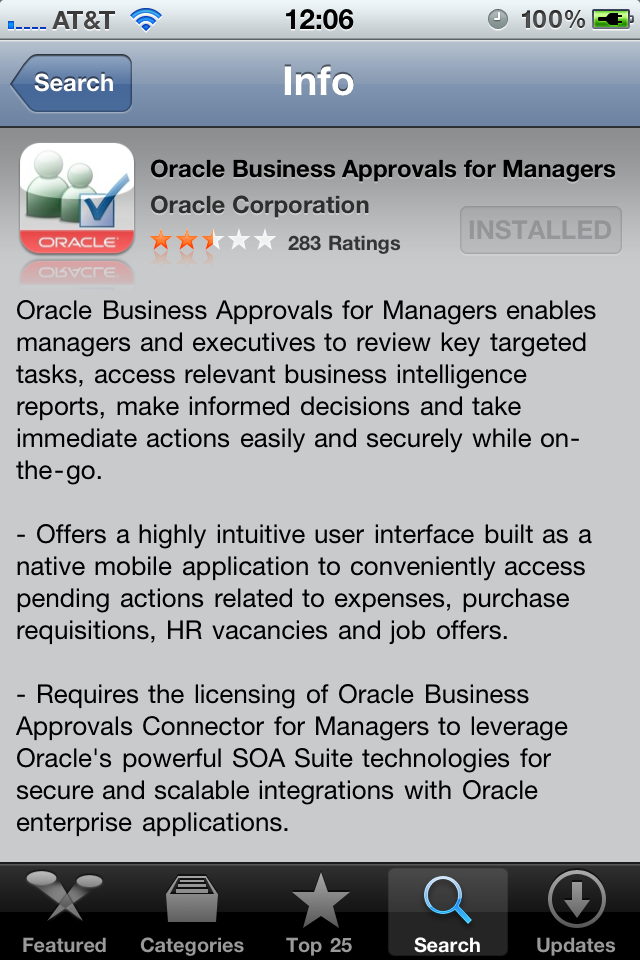 AT&T 12:06 100%
Search Info
Oracle Business Approvals for Managers
Oracle Corporation
INSTALLED
283 Ratings
ORACLE
Oracle Business Approvals for Managers enables
managers and executives to review key targeted
tasks, access relevant business intelligence
reports, make informed decisions and take
immediate actions easily and securely while on-
the-go.
- Offers a highly intuitive user interface built as a
native mobile application to conveniently access
pending actions related to expenses, purchase
requisitions, HR vacancies and job offers.
- Requires the licensing of Oracle Business
Approvals Connector for Managers to leverage
Oracle's powerful SOA Suite technologies for
secure and scalable integrations with Oracle
enterprise applications.
Featured Categories Top 25 Search Updates